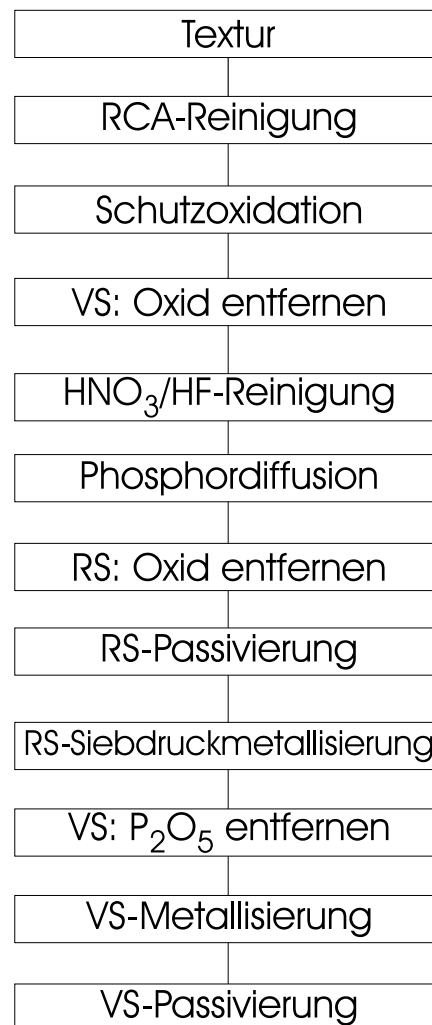 Textur
RCA-Reinigung
Schutzoxidation
VS: Oxid entfernen
HNO₃/HF-Reinigung
Phosphordiffusion
RS: Oxid entfernen
RS-Passivierung
RS-Siebdruckmetallisierung
VS: P₂O₅ entfernen
VS-Metallisierung
VS-Passivierung